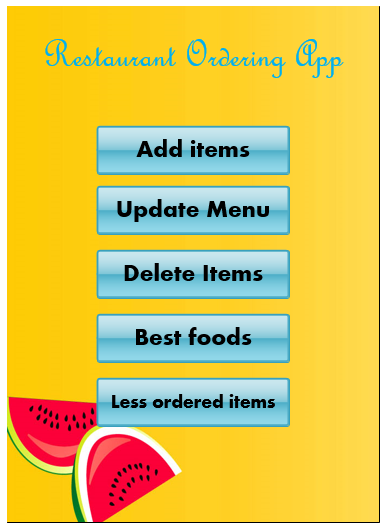 Restaurant Ordering App
Add items
Update Menu
Delete Items
Best foods
Less ordered items